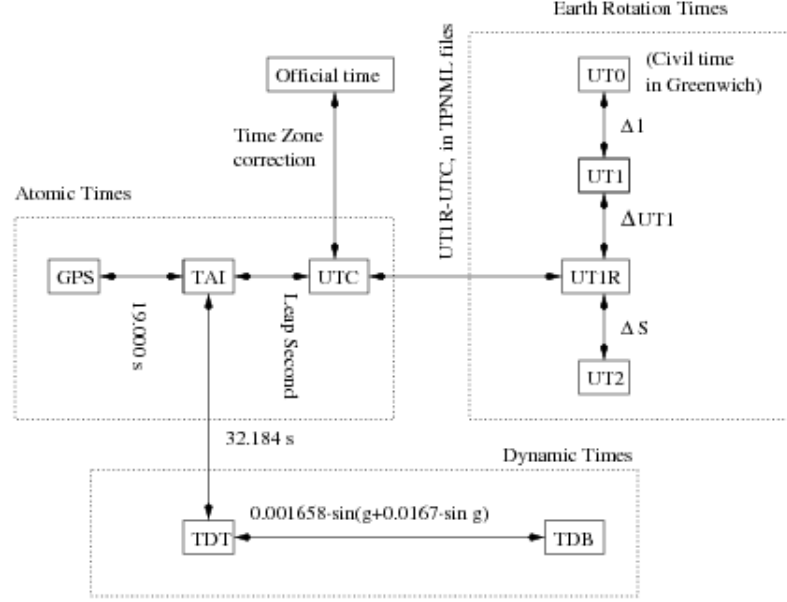 Earth Rotation Times
Official time
UT0
(Civil time
in Greenwich)
Δ1
Time Zone
correction
UT1R-UTC, in TPNML files
UT1
Atomic Times
ΔUT1
GPS
TAI
UTC
UT1R
19.000 s
Leap Second
ΔS
UT2
32.184 s
Dynamic Times
0.001658·sin(g+0.0167·sin g)
TDT
TDB